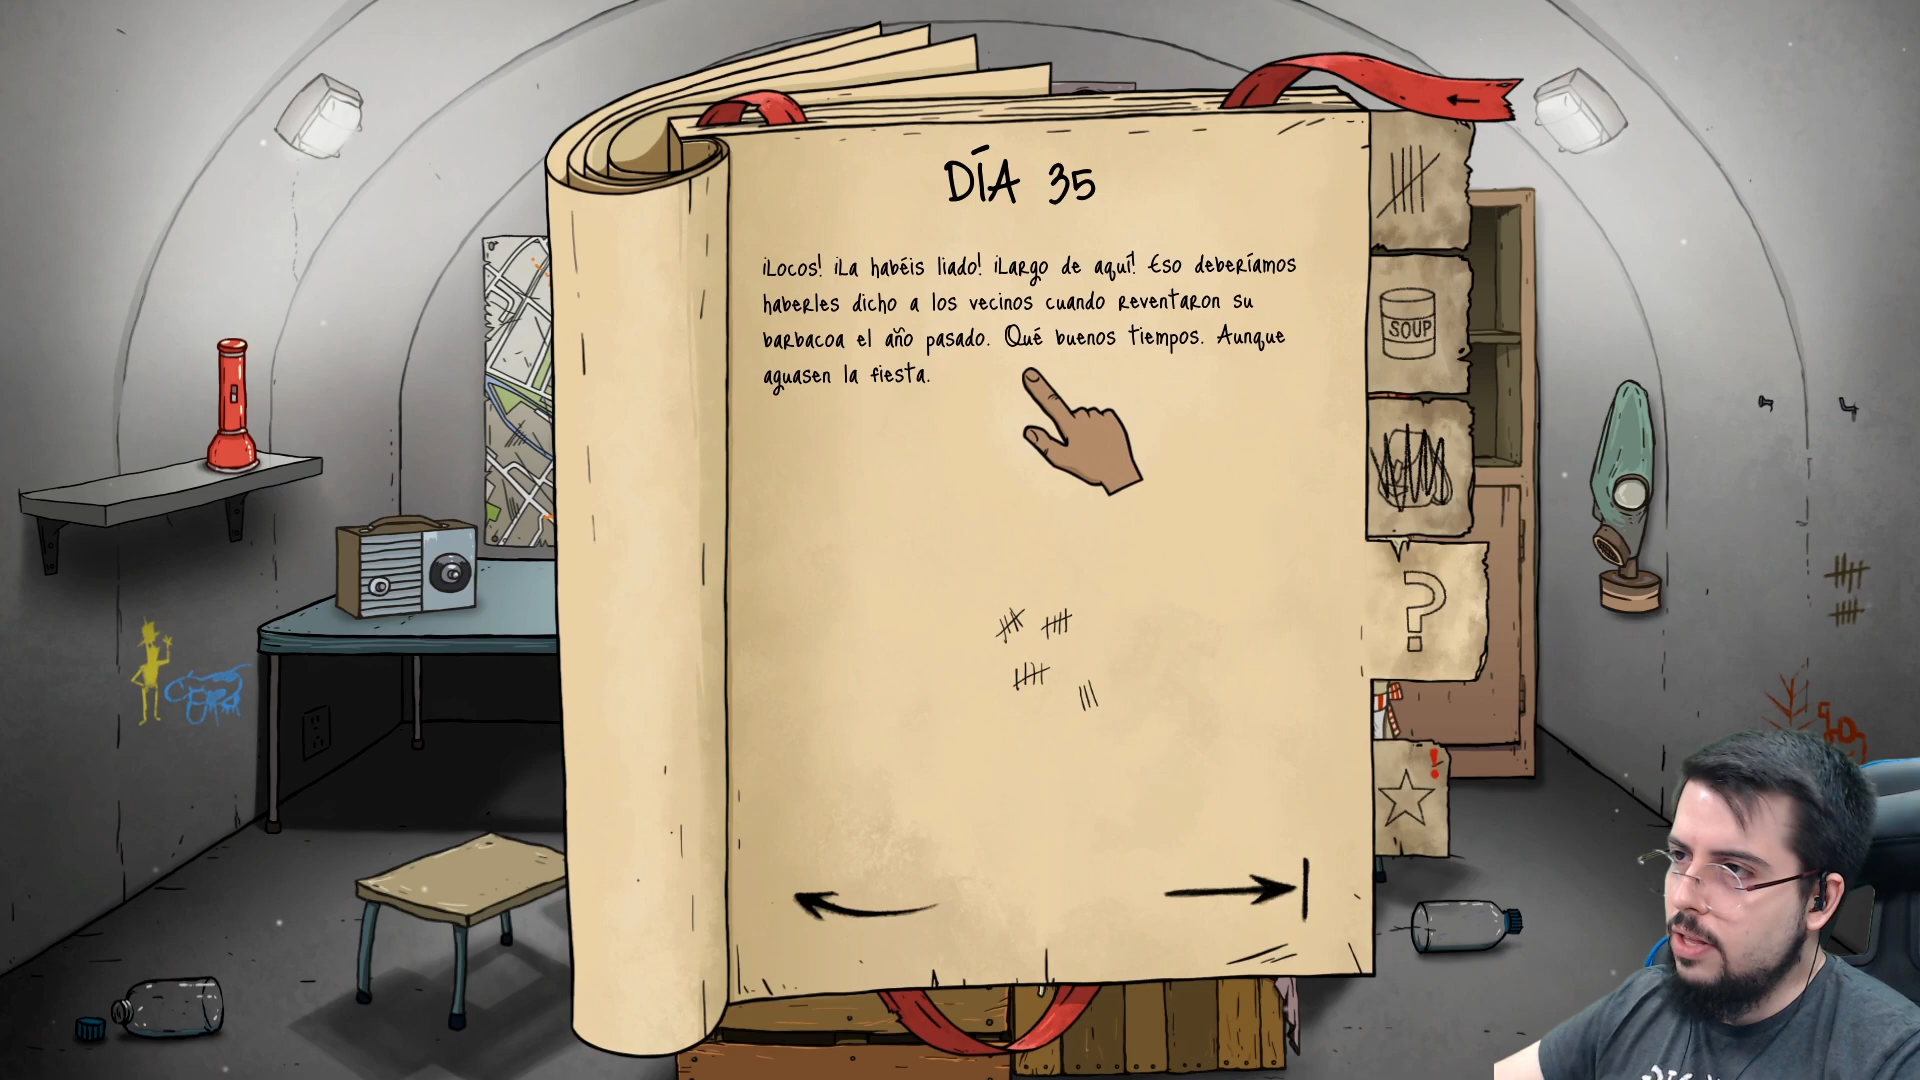 DÍA 35
¡Locos! ¡La habéis liado! ¡Largo de aquí! Eso deberíamos
haberles dicho a los vecinos cuando reventaron su
barbacoa el año pasado. Qué buenos tiempos. Aunque
aguasen la fiesta.
SOUP
?
!